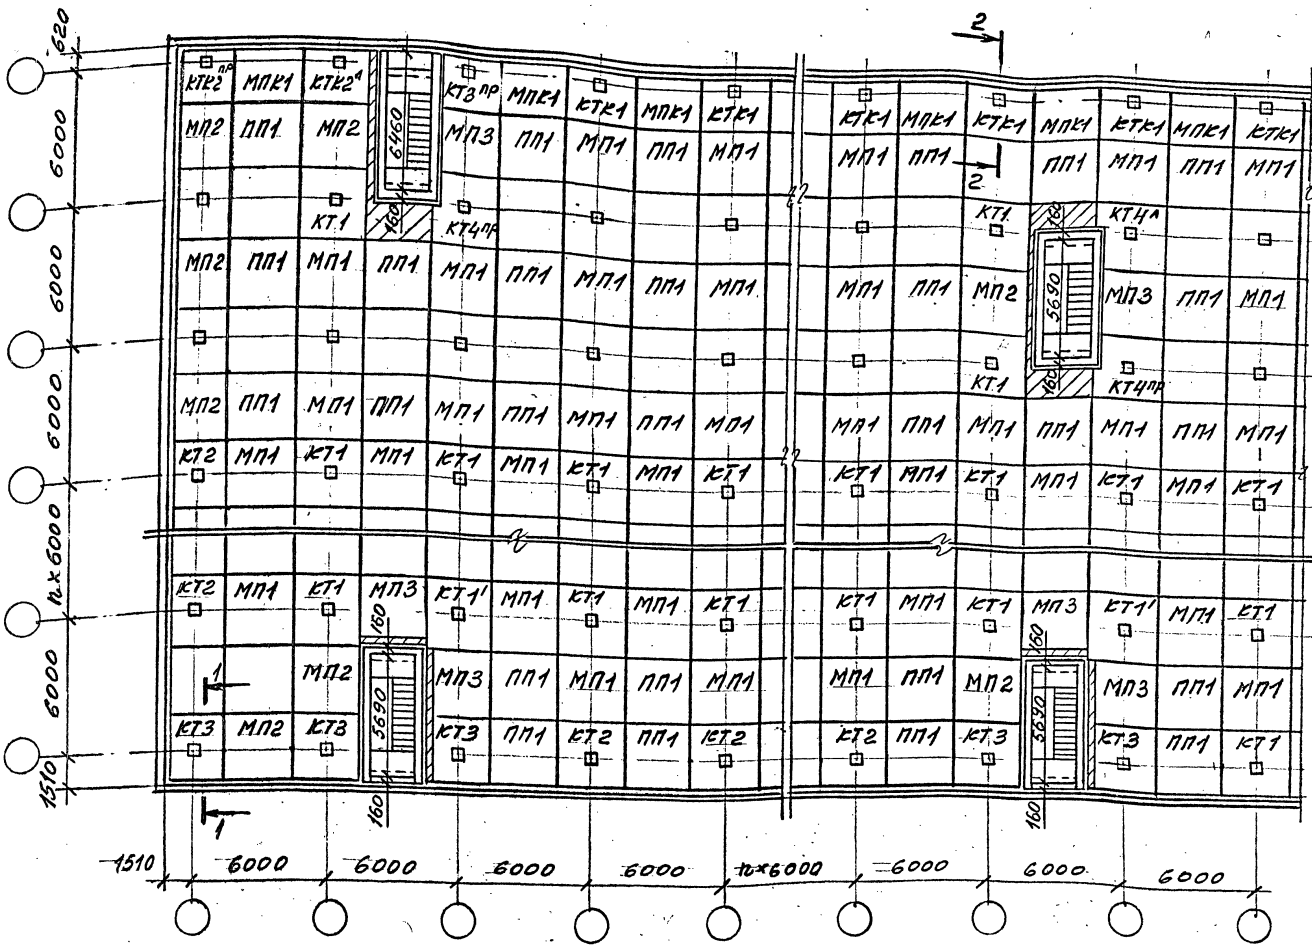 2
620
КТК2ПР МПК1 КТК2Л КТ3ПР МПК1 КТК1 МПК1 КТК1 КТК1 МПК1 КТК1 МПК1 КТК1 МПК1 КТК1
6000
МП2 ПП1 МП2 6460 МП3 ПП1 МП1 ПП1 МП1 МП1 ПП1 2 ПП1 МП1 ПП1 МП1
КТ1 160 КТ4ПР КТ1 160 КТ4Л
6000
МП2 ПП1 МП1 ПП1 МП1 ПП1 МП1 ПП1 МП1 МП1 ПП1 МП2 5690 МП3 ПП1 МП1
КТ1 160 КТ4ПР
6000
МП2 ПП1 МП1 ПП1 МП1 ПП1 МП1 ПП1 МП1 МП1 ПП1 МП1 ПП1 МП1 ПП1 МП1
КТ2 МП1 КТ1 МП1 КТ1 МП1 КТ1 МП1 КТ1 КТ1 МП1 КТ1 МП1 КТ1 МП1 КТ1
n×6000
КТ2 МП1 КТ1 МП3 КТ1' МП1 КТ1 МП1 КТ1 КТ1 МП1 КТ1 МП3 КТ1' МП1 КТ1
160 160
6000
1 МП2 5690 МП3 ПП1 МП1 ПП1 МП1 МП1 ПП1 МП2 5690 МП3 ПП1 МП1
КТ3 МП2 КТ3 КТ3 ПП1 КТ2 ПП1 КТ2 КТ2 ПП1 КТ3 КТ3 ПП1 КТ1
1510
1 160 160
1510 6000 6000 6000 6000 n×6000 6000 6000 6000